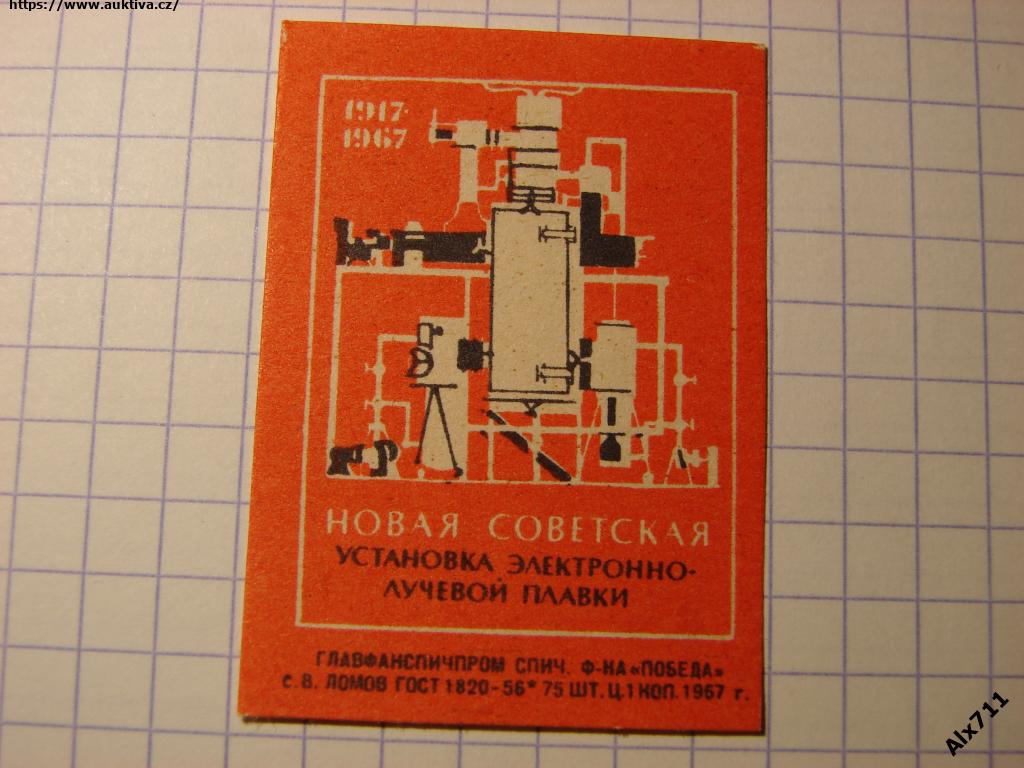 https://www.auktiva.cz/
1917-
1967
НОВАЯ СОВЕТСКАЯ
УСТАНОВКА ЭЛЕКТРОННО-
ЛУЧЕВОЙ ПЛАВКИ
ГЛАВФАНСПИЧПРОМ СПИЧ. Ф-КА «ПОБЕДА»
с. В. ЛОМОВ ГОСТ 1820-56* 75 ШТ. Ц. 1 КОП. 1967 г.
Alx711